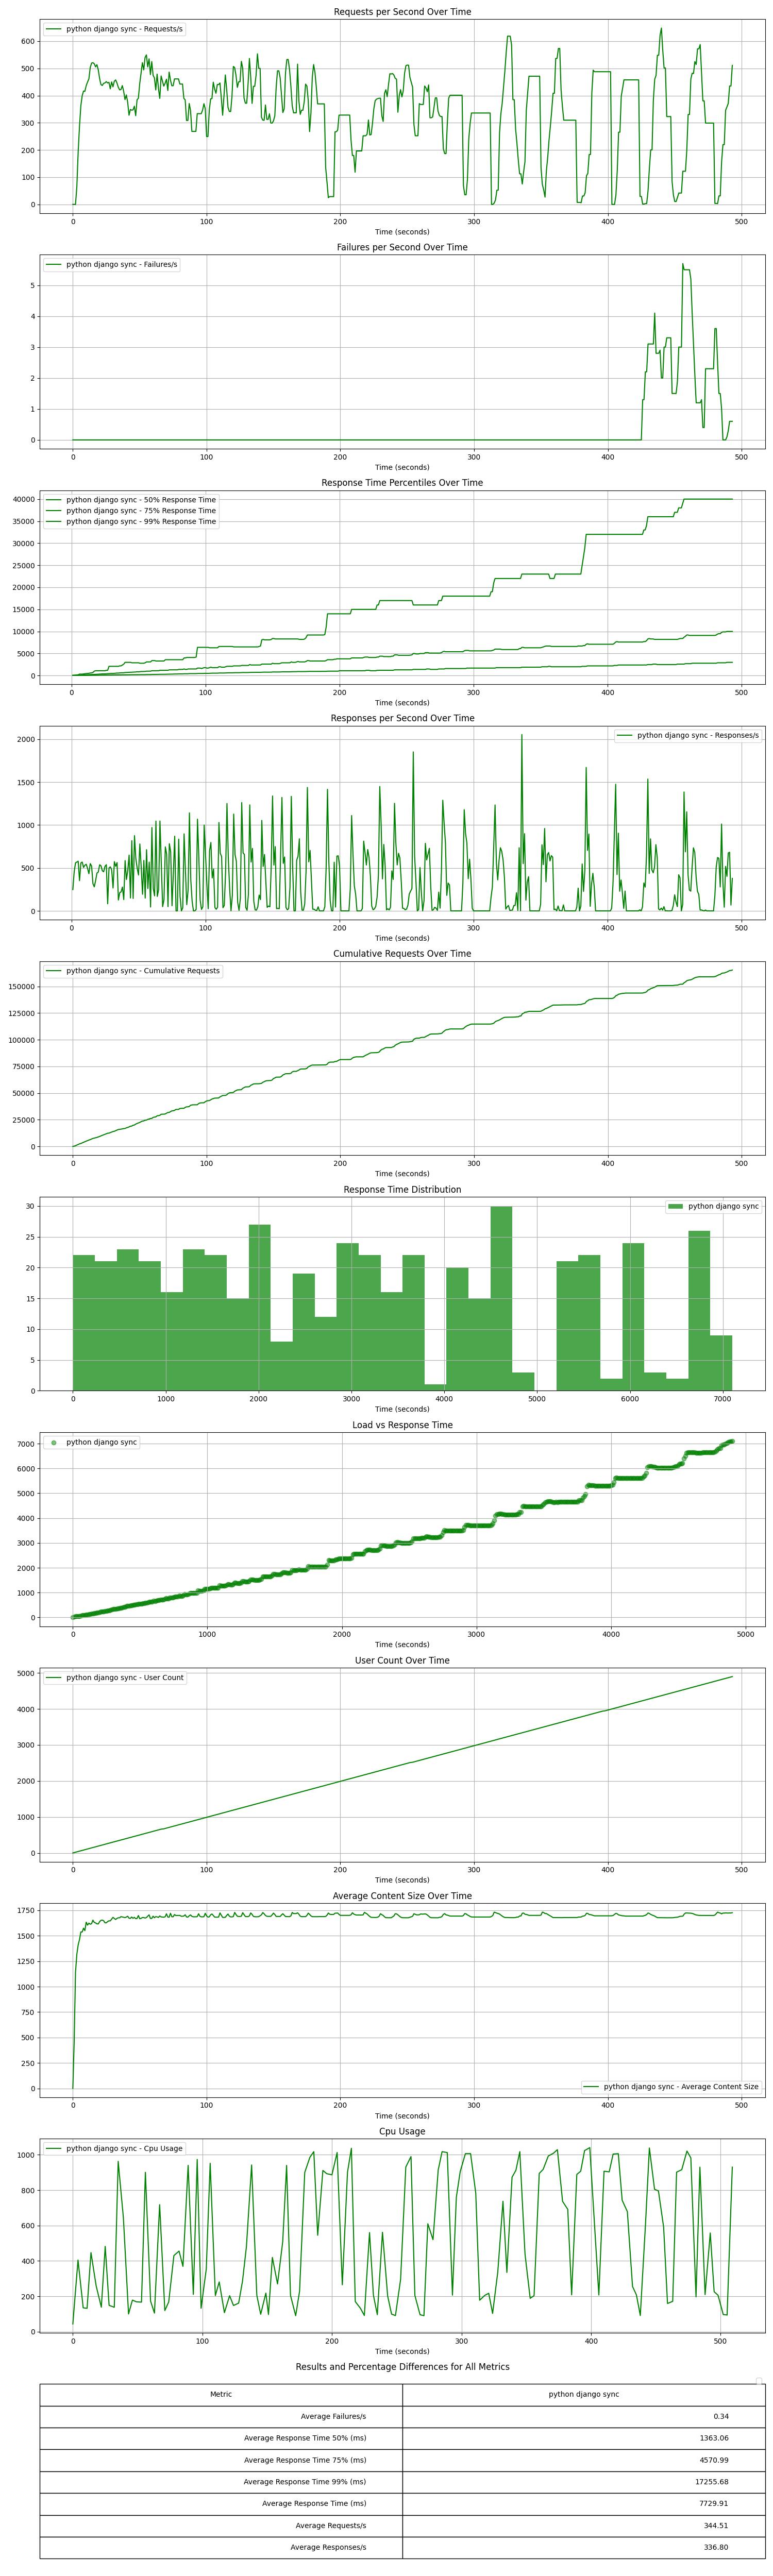 Requests per Second Over Time
python django sync - Requests/s
600
500
400
300
200
100
0
0 100 200 300 400 500
Time (seconds)
Failures per Second Over Time
python django sync - Failures/s
5
4
3
2
1
0
0 100 200 300 400 500
Time (seconds)
Response Time Percentiles Over Time
python django sync - 50% Response Time
python django sync - 75% Response Time
python django sync - 99% Response Time
40000
35000
30000
25000
20000
15000
10000
5000
0
0 100 200 300 400 500
Time (seconds)
Responses per Second Over Time
python django sync - Responses/s
2000
1500
1000
500
0
0 100 200 300 400 500
Time (seconds)
Cumulative Requests Over Time
python django sync - Cumulative Requests
150000
125000
100000
75000
50000
25000
0
0 100 200 300 400 500
Time (seconds)
Response Time Distribution
python django sync
30
25
20
15
10
5
0
0 1000 2000 3000 4000 5000 6000 7000
Time (seconds)
Load vs Response Time
python django sync
7000
6000
5000
4000
3000
2000
1000
0
0 1000 2000 3000 4000 5000
Time (seconds)
User Count Over Time
python django sync - User Count
5000
4000
3000
2000
1000
0
0 100 200 300 400 500
Time (seconds)
Average Content Size Over Time
1750
1500
1250
1000
750
500
250
0
python django sync - Average Content Size
0 100 200 300 400 500
Time (seconds)
Cpu Usage
python django sync - Cpu Usage
1000
800
600
400
200
0
0 100 200 300 400 500
Time (seconds)
Results and Percentage Differences for All Metrics
Metric python django sync
Average Failures/s 0.34
Average Response Time 50% (ms) 1363.06
Average Response Time 75% (ms) 4570.99
Average Response Time 99% (ms) 17255.68
Average Response Time (ms) 7729.91
Average Requests/s 344.51
Average Responses/s 336.80